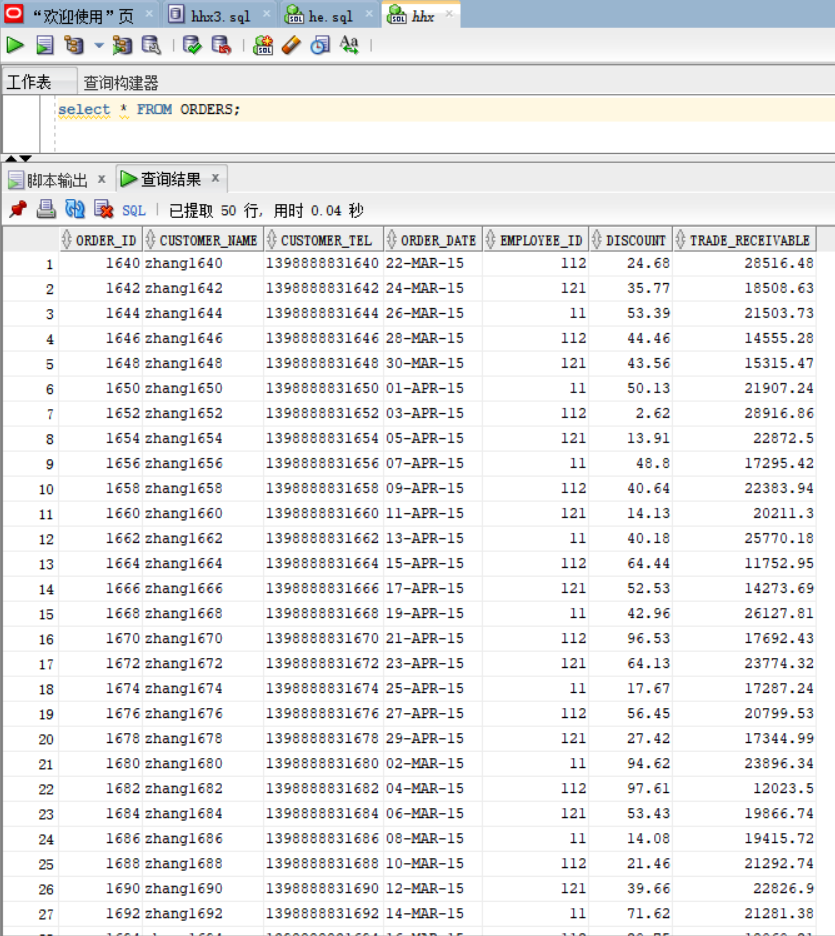 “欢迎使用”页 hhx3.sql he.sql hhx
工作表 查询构建器
select * FROM ORDERS;
脚本输出 x 查询结果 x
SQL | 已提取 50 行, 用时 0.04 秒
ORDER_ID CUSTOMER_NAME CUSTOMER_TEL ORDER_DATE EMPLOYEE_ID DISCOUNT TRADE_RECEIVABLE
1 1640 zhang1640 1398888831640 22-MAR-15 112 24.68 28516.48
2 1642 zhang1642 1398888831642 24-MAR-15 121 35.77 18508.63
3 1644 zhang1644 1398888831644 26-MAR-15 11 53.39 21503.73
4 1646 zhang1646 1398888831646 28-MAR-15 112 44.46 14555.28
5 1648 zhang1648 1398888831648 30-MAR-15 121 43.56 15315.47
6 1650 zhang1650 1398888831650 01-APR-15 11 50.13 21907.24
7 1652 zhang1652 1398888831652 03-APR-15 112 2.62 28916.86
8 1654 zhang1654 1398888831654 05-APR-15 121 13.91 22872.5
9 1656 zhang1656 1398888831656 07-APR-15 11 48.8 17295.42
10 1658 zhang1658 1398888831658 09-APR-15 112 40.64 22383.94
11 1660 zhang1660 1398888831660 11-APR-15 121 14.13 20211.3
12 1662 zhang1662 1398888831662 13-APR-15 11 40.18 25770.18
13 1664 zhang1664 1398888831664 15-APR-15 112 64.44 11752.95
14 1666 zhang1666 1398888831666 17-APR-15 121 52.53 14273.69
15 1668 zhang1668 1398888831668 19-APR-15 11 42.96 26127.81
16 1670 zhang1670 1398888831670 21-APR-15 112 96.53 17692.43
17 1672 zhang1672 1398888831672 23-APR-15 121 64.13 23774.32
18 1674 zhang1674 1398888831674 25-APR-15 11 17.67 17287.24
19 1676 zhang1676 1398888831676 27-APR-15 112 56.45 20799.53
20 1678 zhang1678 1398888831678 29-APR-15 121 27.42 17344.99
21 1680 zhang1680 1398888831680 02-MAR-15 11 94.62 23896.34
22 1682 zhang1682 1398888831682 04-MAR-15 112 97.61 12023.5
23 1684 zhang1684 1398888831684 06-MAR-15 121 53.43 19866.74
24 1686 zhang1686 1398888831686 08-MAR-15 11 14.08 19415.72
25 1688 zhang1688 1398888831688 10-MAR-15 112 21.46 21292.74
26 1690 zhang1690 1398888831690 12-MAR-15 121 39.66 22826.9
27 1692 zhang1692 1398888831692 14-MAR-15 11 71.62 21281.38